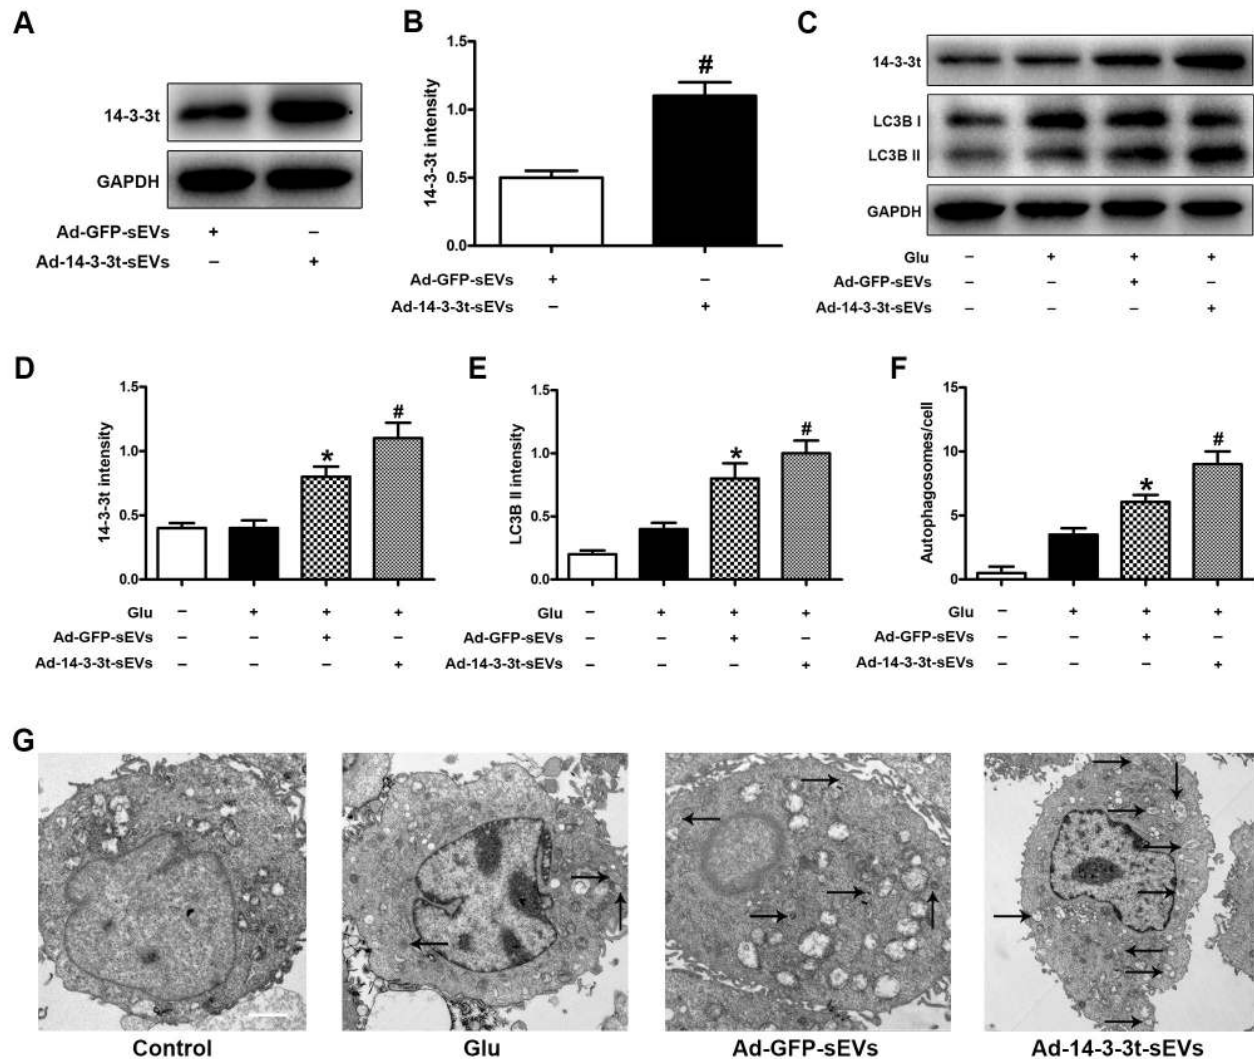 A
14-3-3t
GAPDH
Ad-GFP-sEVs + –
Ad-14-3-3t-sEVs – +
B
1.5
1.0
0.5
0.0
14-3-3t intensity
#
Ad-GFP-sEVs + –
Ad-14-3-3t-sEVs – +
C
14-3-3t
LC3B I
LC3B II
GAPDH
Glu – + + +
Ad-GFP-sEVs – – + –
Ad-14-3-3t-sEVs – – – +
D
1.5
1.0
0.5
0.0
14-3-3t intensity
* #
Glu – + + +
Ad-GFP-sEVs – – + –
Ad-14-3-3t-sEVs – – – +
E
1.5
1.0
0.5
0.0
LC3B II intensity
* #
Glu – + + +
Ad-GFP-sEVs – – + –
Ad-14-3-3t-sEVs – – – +
F
15
10
5
0
Autophagosomes/cell
* #
Glu – + + +
Ad-GFP-sEVs – – + –
Ad-14-3-3t-sEVs – – – +
G
Control Glu Ad-GFP-sEVs Ad-14-3-3t-sEVs